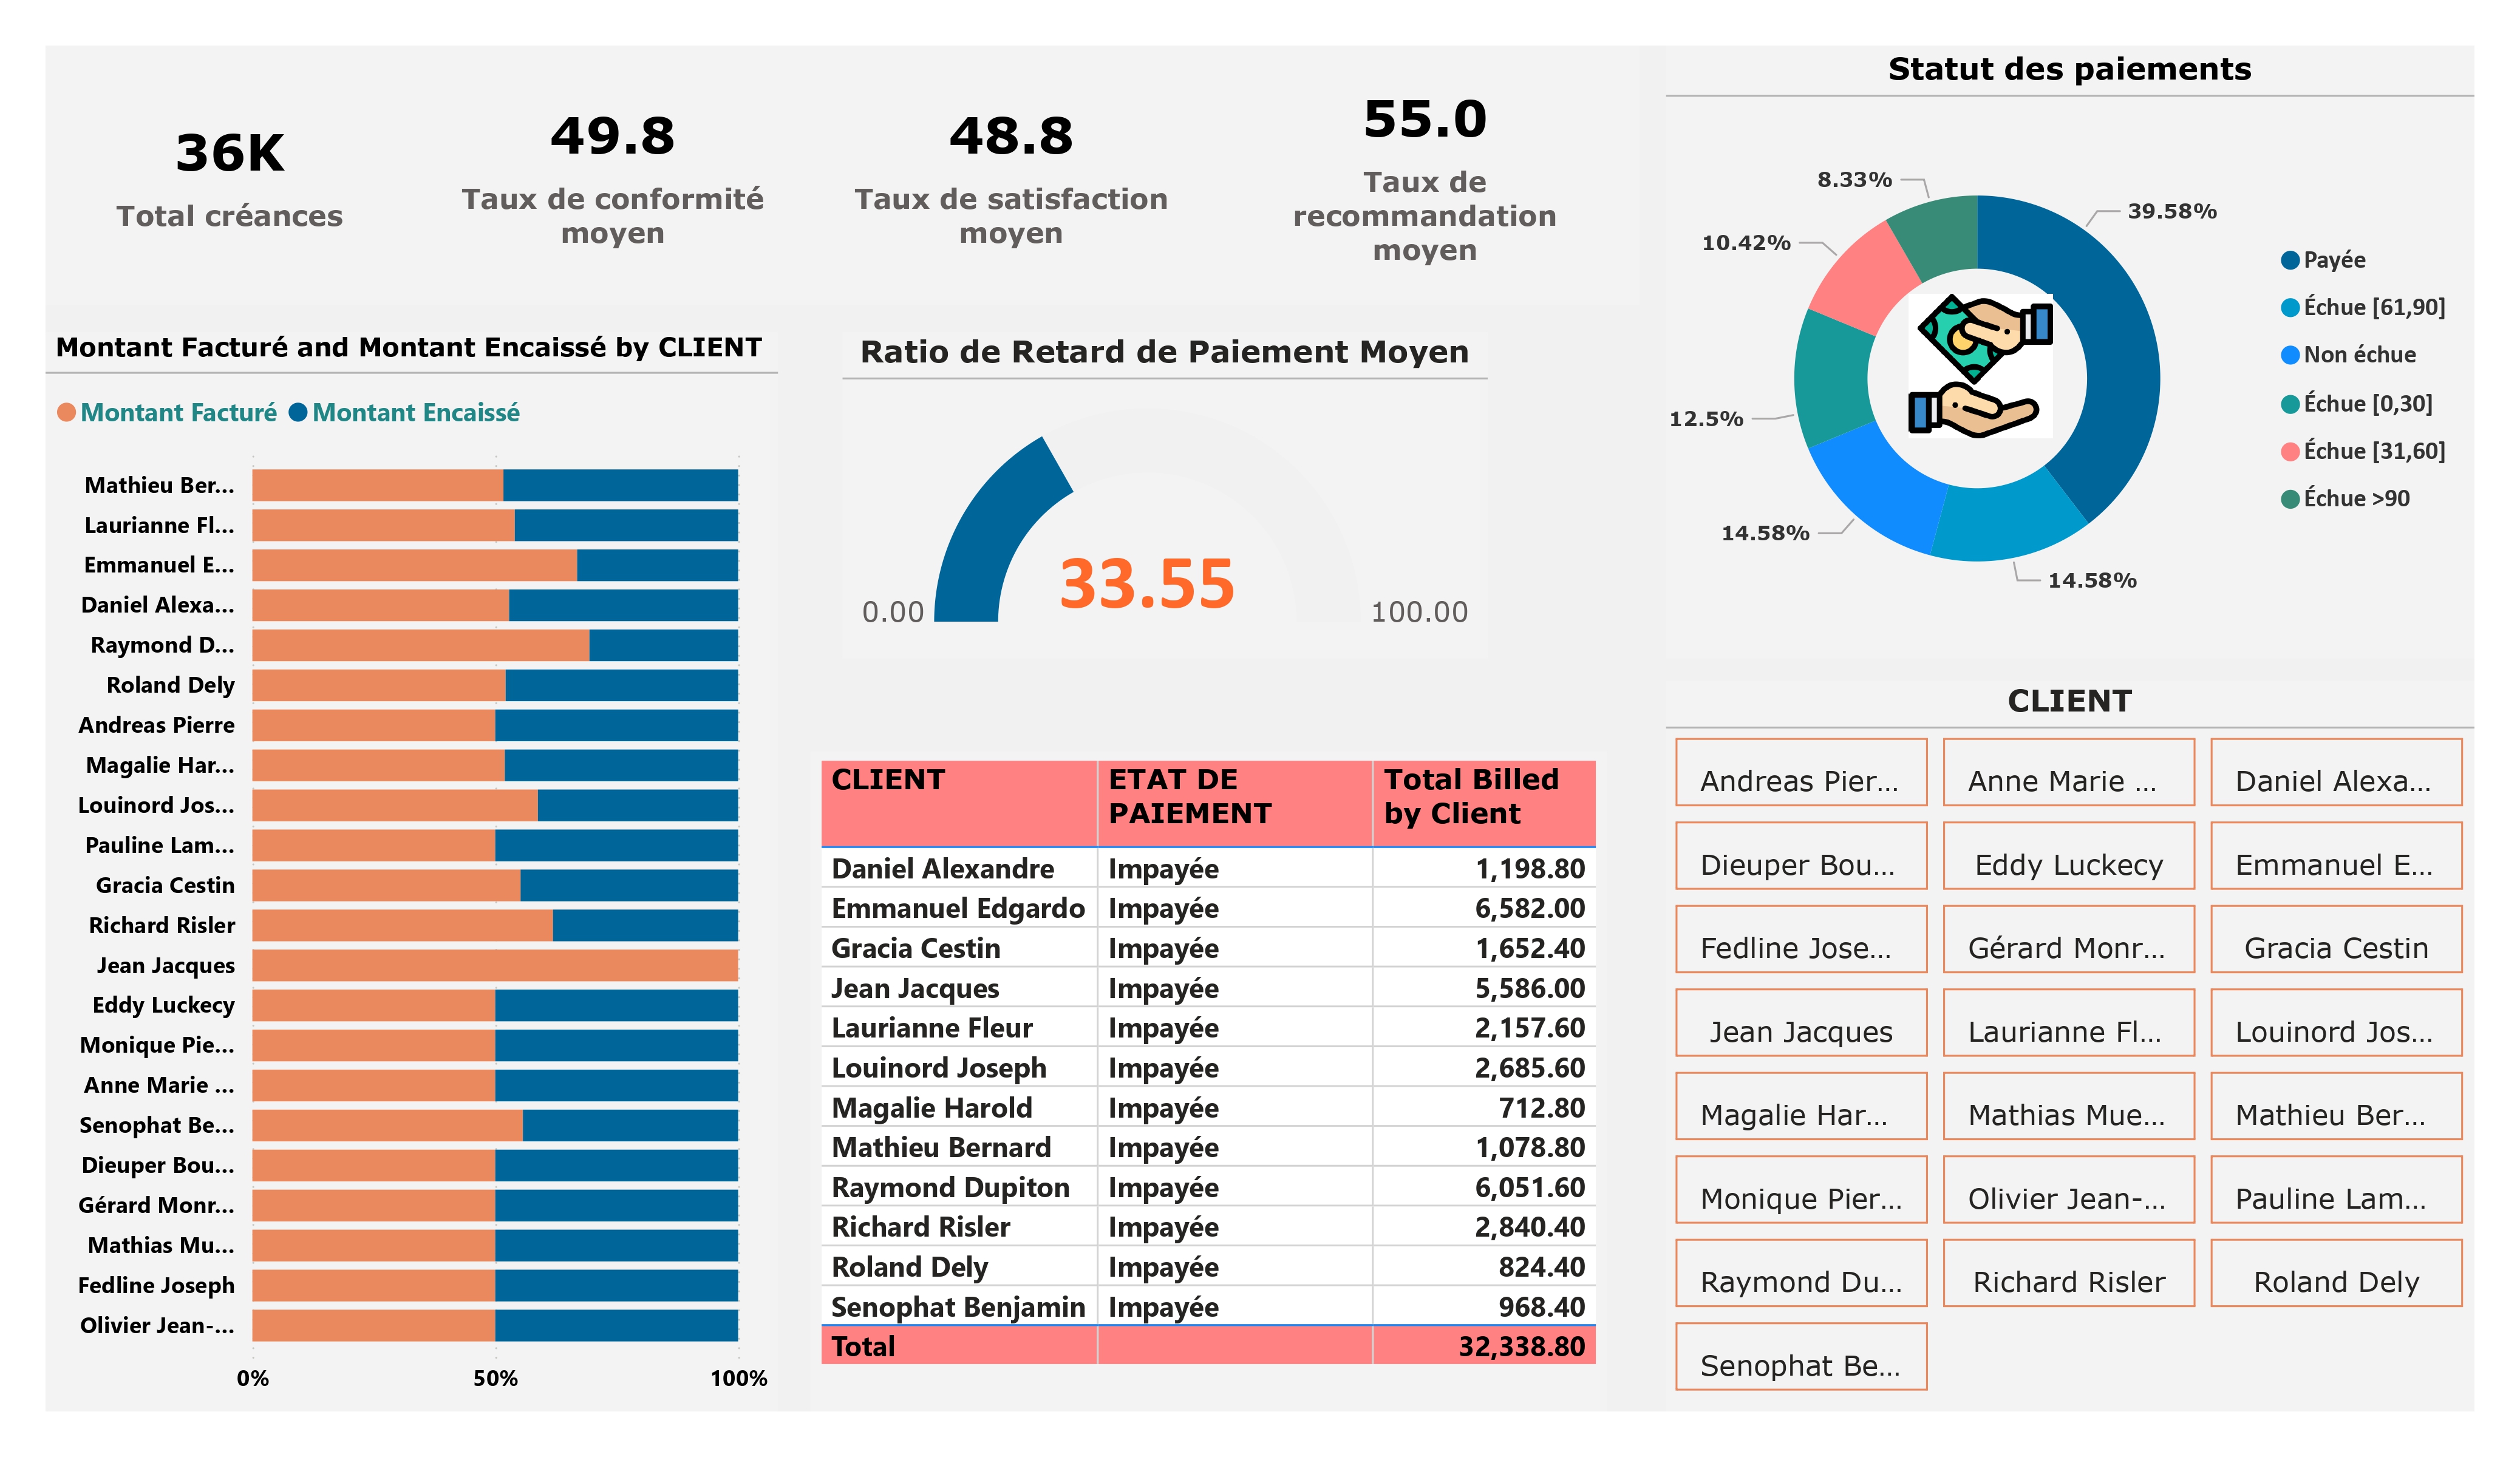 36K
Total créances
49.8
Taux de conformité
moyen
48.8
Taux de satisfaction
moyen
55.0
Taux de
recommandation
moyen
Statut des paiements
8.33%
39.58%
10.42%
12.5%
14.58%
14.58%
Payée
Échue [61,90]
Non échue
Échue [0,30]
Échue [31,60]
Échue >90
Montant Facturé and Montant Encaissé by CLIENT
Montant Facturé Montant Encaissé
Mathieu Ber...
Laurianne Fl...
Emmanuel E...
Daniel Alexa...
Raymond D...
Roland Dely
Andreas Pierre
Magalie Har...
Louinord Jos...
Pauline Lam...
Gracia Cestin
Richard Risler
Jean Jacques
Eddy Luckecy
Monique Pie...
Anne Marie ...
Senophat Be...
Dieuper Bou...
Gérard Monr...
Mathias Mu...
Fedline Joseph
Olivier Jean-...
0% 50% 100%
Ratio de Retard de Paiement Moyen
33.55
0.00 100.00
CLIENT ETAT DE PAIEMENT Total Billed by Client
Daniel Alexandre Impayée 1,198.80
Emmanuel Edgardo Impayée 6,582.00
Gracia Cestin Impayée 1,652.40
Jean Jacques Impayée 5,586.00
Laurianne Fleur Impayée 2,157.60
Louinord Joseph Impayée 2,685.60
Magalie Harold Impayée 712.80
Mathieu Bernard Impayée 1,078.80
Raymond Dupiton Impayée 6,051.60
Richard Risler Impayée 2,840.40
Roland Dely Impayée 824.40
Senophat Benjamin Impayée 968.40
Total 32,338.80
CLIENT
Andreas Pier... Anne Marie ... Daniel Alexa...
Dieuper Bou... Eddy Luckecy Emmanuel E...
Fedline Jose... Gérard Monr... Gracia Cestin
Jean Jacques Laurianne Fl... Louinord Jos...
Magalie Har... Mathias Mue... Mathieu Ber...
Monique Pier... Olivier Jean-... Pauline Lam...
Raymond Du... Richard Risler Roland Dely
Senophat Be...